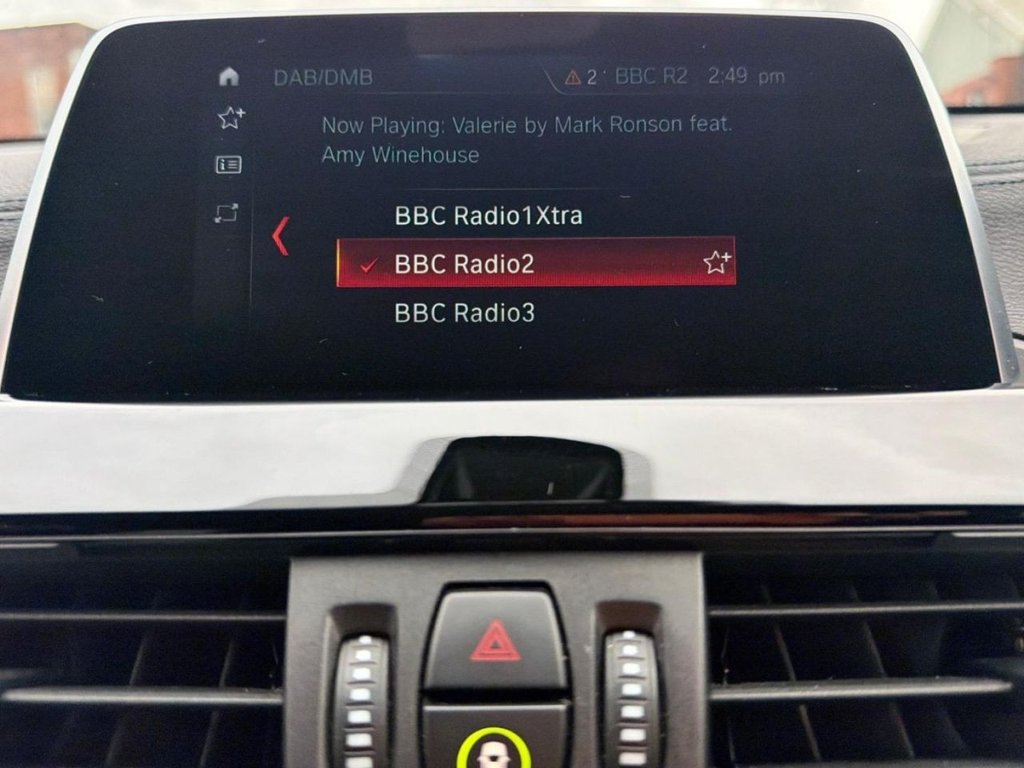 DAB/DMB 2 BBC R2 2:49 pm
Now Playing: Valerie by Mark Ronson feat.
Amy Winehouse
BBC Radio1Xtra
BBC Radio2
BBC Radio3